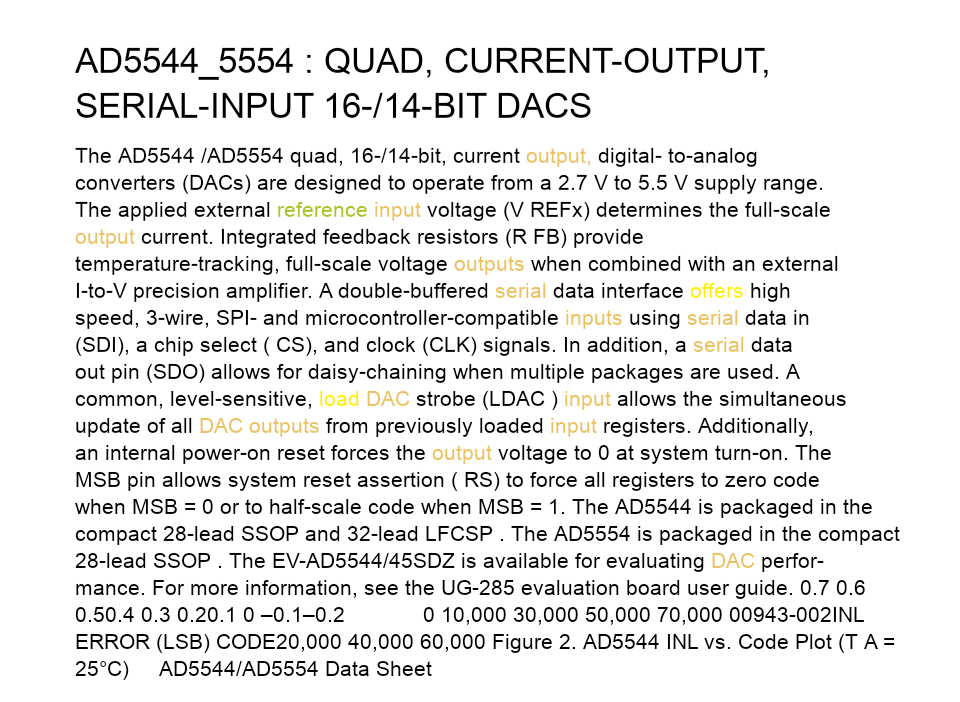 AD5544_5554 : QUAD, CURRENT-OUTPUT,
SERIAL-INPUT 16-/14-BIT DACS
The AD5544 /AD5554 quad, 16-/14-bit, current output, digital- to-analog
converters (DACs) are designed to operate from a 2.7 V to 5.5 V supply range.
The applied external reference input voltage (V REFx) determines the full-scale
output current. Integrated feedback resistors (R FB) provide
temperature-tracking, full-scale voltage outputs when combined with an external
I-to-V precision amplifier. A double-buffered serial data interface offers high
speed, 3-wire, SPI- and microcontroller-compatible inputs using serial data in
(SDI), a chip select ( CS), and clock (CLK) signals. In addition, a serial data
out pin (SDO) allows for daisy-chaining when multiple packages are used. A
common, level-sensitive, load DAC strobe (LDAC ) input allows the simultaneous
update of all DAC outputs from previously loaded input registers. Additionally,
an internal power-on reset forces the output voltage to 0 at system turn-on. The
MSB pin allows system reset assertion ( RS) to force all registers to zero code
when MSB = 0 or to half-scale code when MSB = 1. The AD5544 is packaged in the
compact 28-lead SSOP and 32-lead LFCSP . The AD5554 is packaged in the compact
28-lead SSOP . The EV-AD5544/45SDZ is available for evaluating DAC perfor-
mance. For more information, see the UG-285 evaluation board user guide. 0.7 0.6
0.50.4 0.3 0.20.1 0 –0.1–0.2 0 10,000 30,000 50,000 70,000 00943-002INL
ERROR (LSB) CODE20,000 40,000 60,000 Figure 2. AD5544 INL vs. Code Plot (T A =
25°C) AD5544/AD5554 Data Sheet